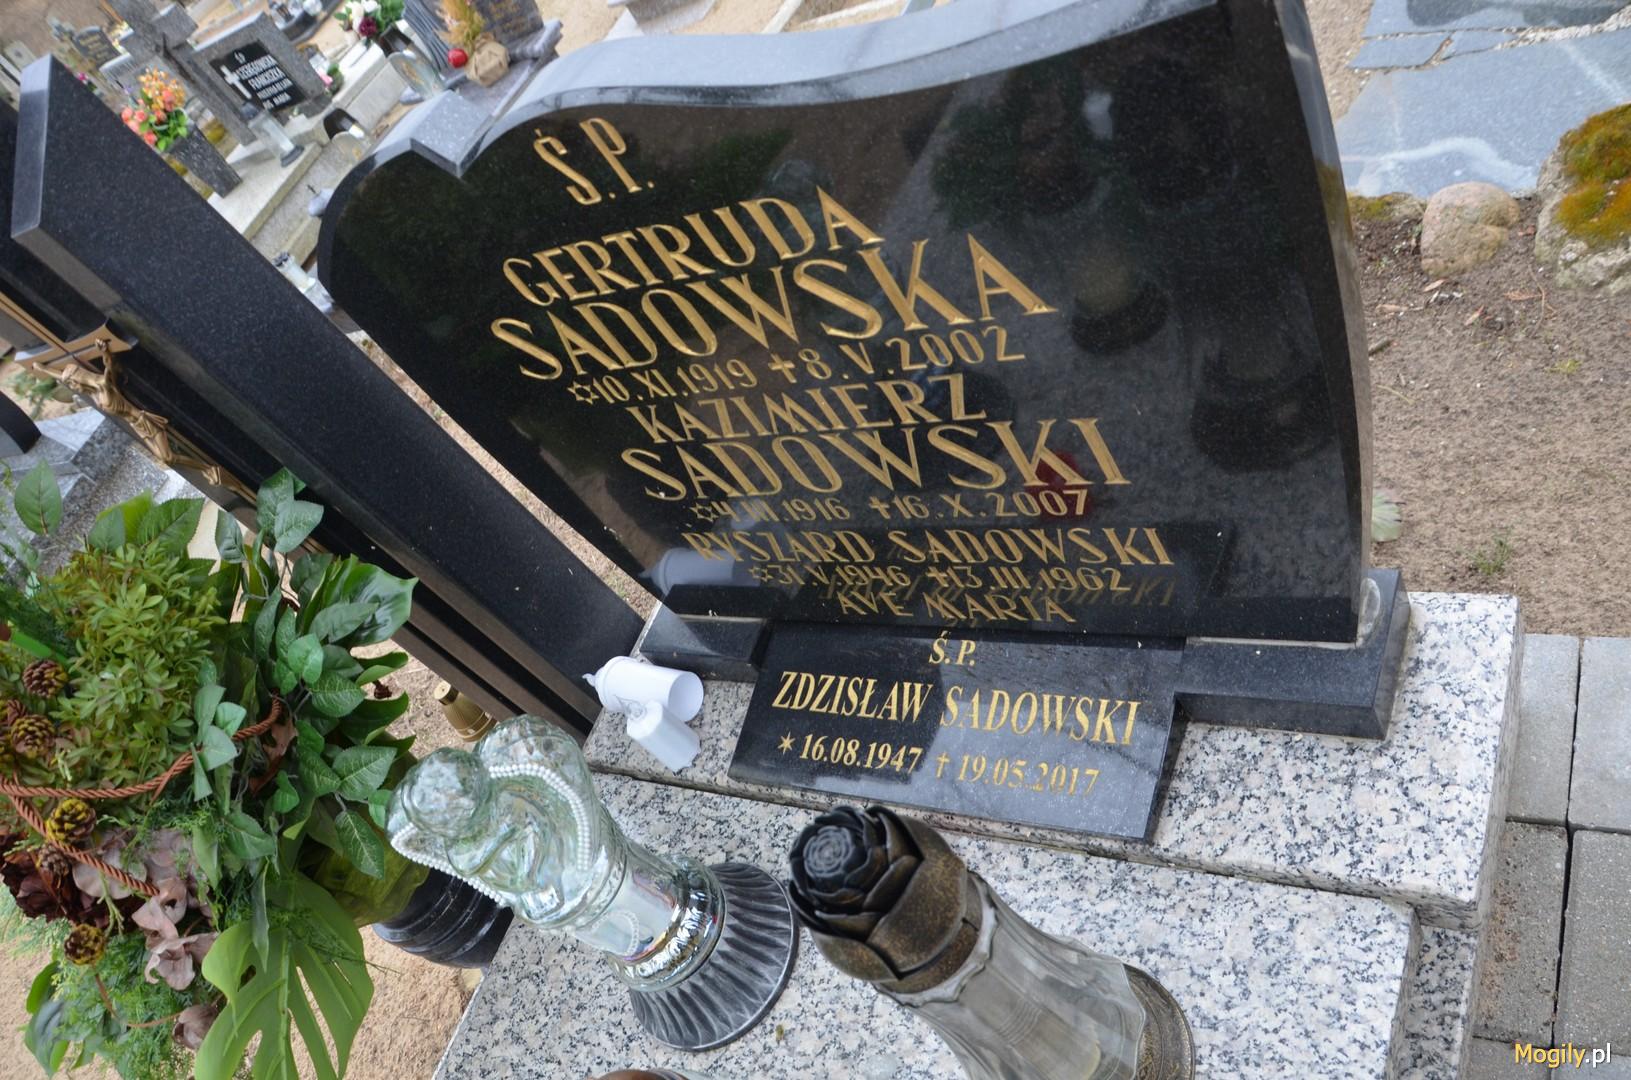 Ś.P.
GERTRUDA
SADOWSKA
✡10.XI.1919 ✝8.V.2002
KAZIMIERZ
SADOWSKI
✡4.III.1916 ✝16.X.2007
RYSZARD SADOWSKI
✡31.V.1946 ✝13.III.1962
AVE MARIA
Ś.P.
ZDZISŁAW SADOWSKI
✶16.08.1947 ✝19.05.2017
FRANCISZKA
Mogily.pl